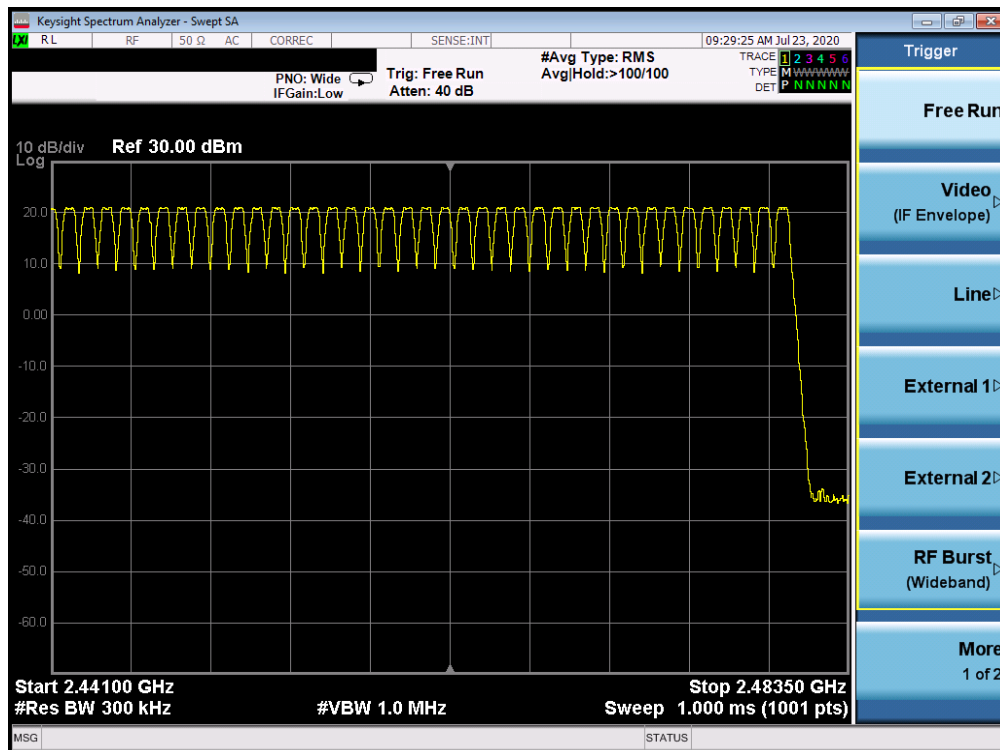 Keysight Spectrum Analyzer - Swept SA
LXI RL RF 50 Ω AC CORREC SENSE:INT 09:29:25 AM Jul 23, 2020
PNO: Wide
IFGain:Low
Trig: Free Run
Atten: 40 dB
#Avg Type: RMS
Avg|Hold:>100/100
TRACE 1 2 3 4 5 6
TYPE M W W W W W
DET P N N N N N
10 dB/div
Log
Ref 30.00 dBm
20.0
10.0
0.00
-10.0
-20.0
-30.0
-40.0
-50.0
-60.0
Start 2.44100 GHz
#Res BW 300 kHz
#VBW 1.0 MHz
Stop 2.48350 GHz
Sweep 1.000 ms (1001 pts)
MSG
STATUS
Trigger
Free Run
Video
(IF Envelope)
Line
External 1
External 2
RF Burst
(Wideband)
More
1 of 2